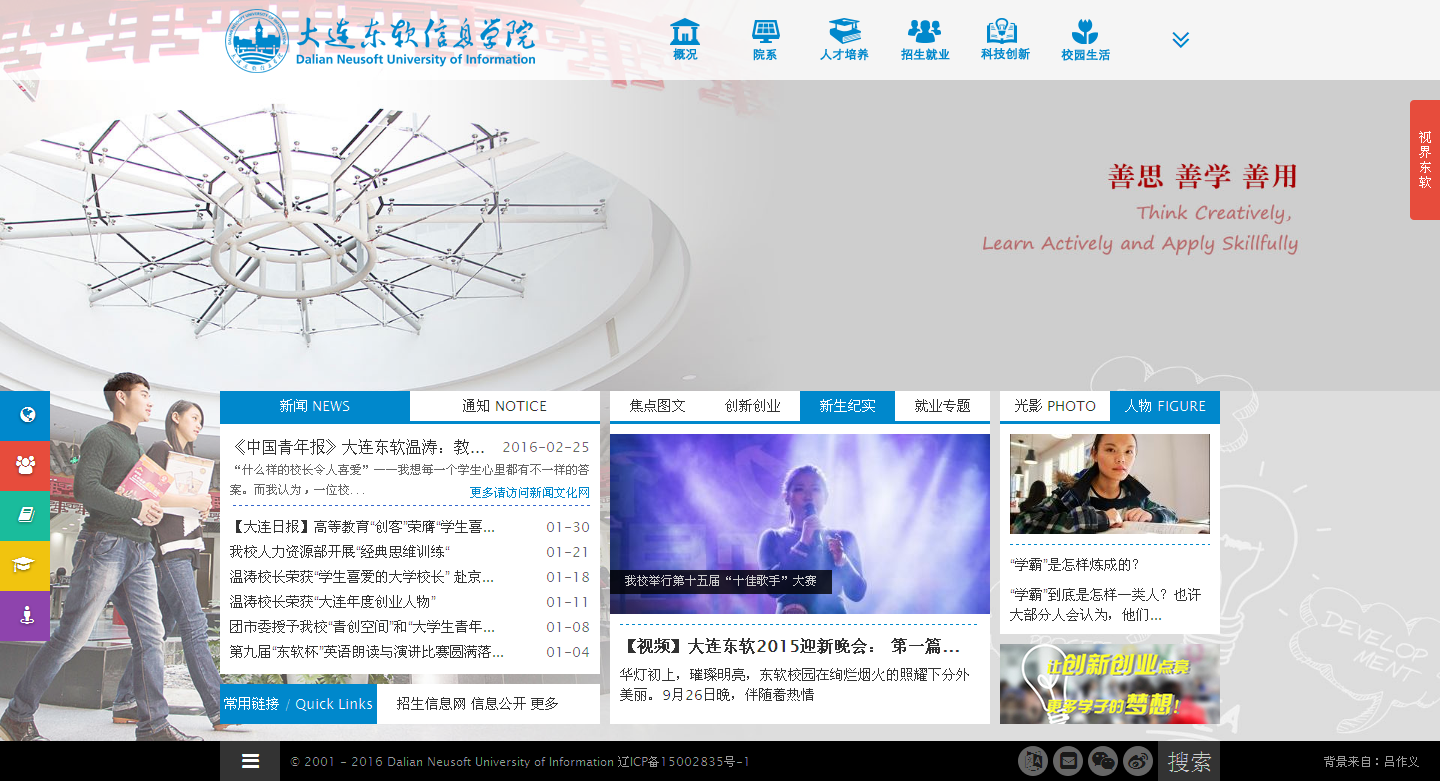 大连东软信息学院
Dalian Neusoft University of Information
概况 院系 人才培养 招生就业 科技创新 校园生活
视界东软
善思 善学 善用
Think Creatively,
Learn Actively and Apply Skillfully
新闻 NEWS 通知 NOTICE
《中国青年报》大连东软温涛：教... 2016-02-25
“什么样的校长令人喜爱”——我想每一个学生心里都有不一样的答
案。而我认为，一位校... 更多请访问新闻文化网
【大连日报】高等教育“创客”荣膺“学生喜... 01-30
我校人力资源部开展“经典思维训练“ 01-21
温涛校长荣获“学生喜爱的大学校长” 赴京... 01-18
温涛校长荣获“大连年度创业人物” 01-11
团市委授予我校“青创空间”和“大学生青年... 01-08
第九届“东软杯”英语朗读与演讲比赛圆满落... 01-04
常用链接 / Quick Links 招生信息网 信息公开 更多
焦点图文 创新创业 新生纪实 就业专题
我校举行第十五届“十佳歌手”大赛
【视频】大连东软2015迎新晚会： 第一篇...
华灯初上，璀璨明亮，东软校园在绚烂烟火的照耀下分外
美丽。9月26日晚，伴随着热情
光影 PHOTO 人物 FIGURE
“学霸”是怎样炼成的？
“学霸”到底是怎样一类人？也许
大部分人会认为，他们...
让创新创业点亮
更多学子的梦想!
DEVELOP
MENT
© 2001 - 2016 Dalian Neusoft University of Information 辽ICP备15002835号-1
搜索
背景来自：吕作义